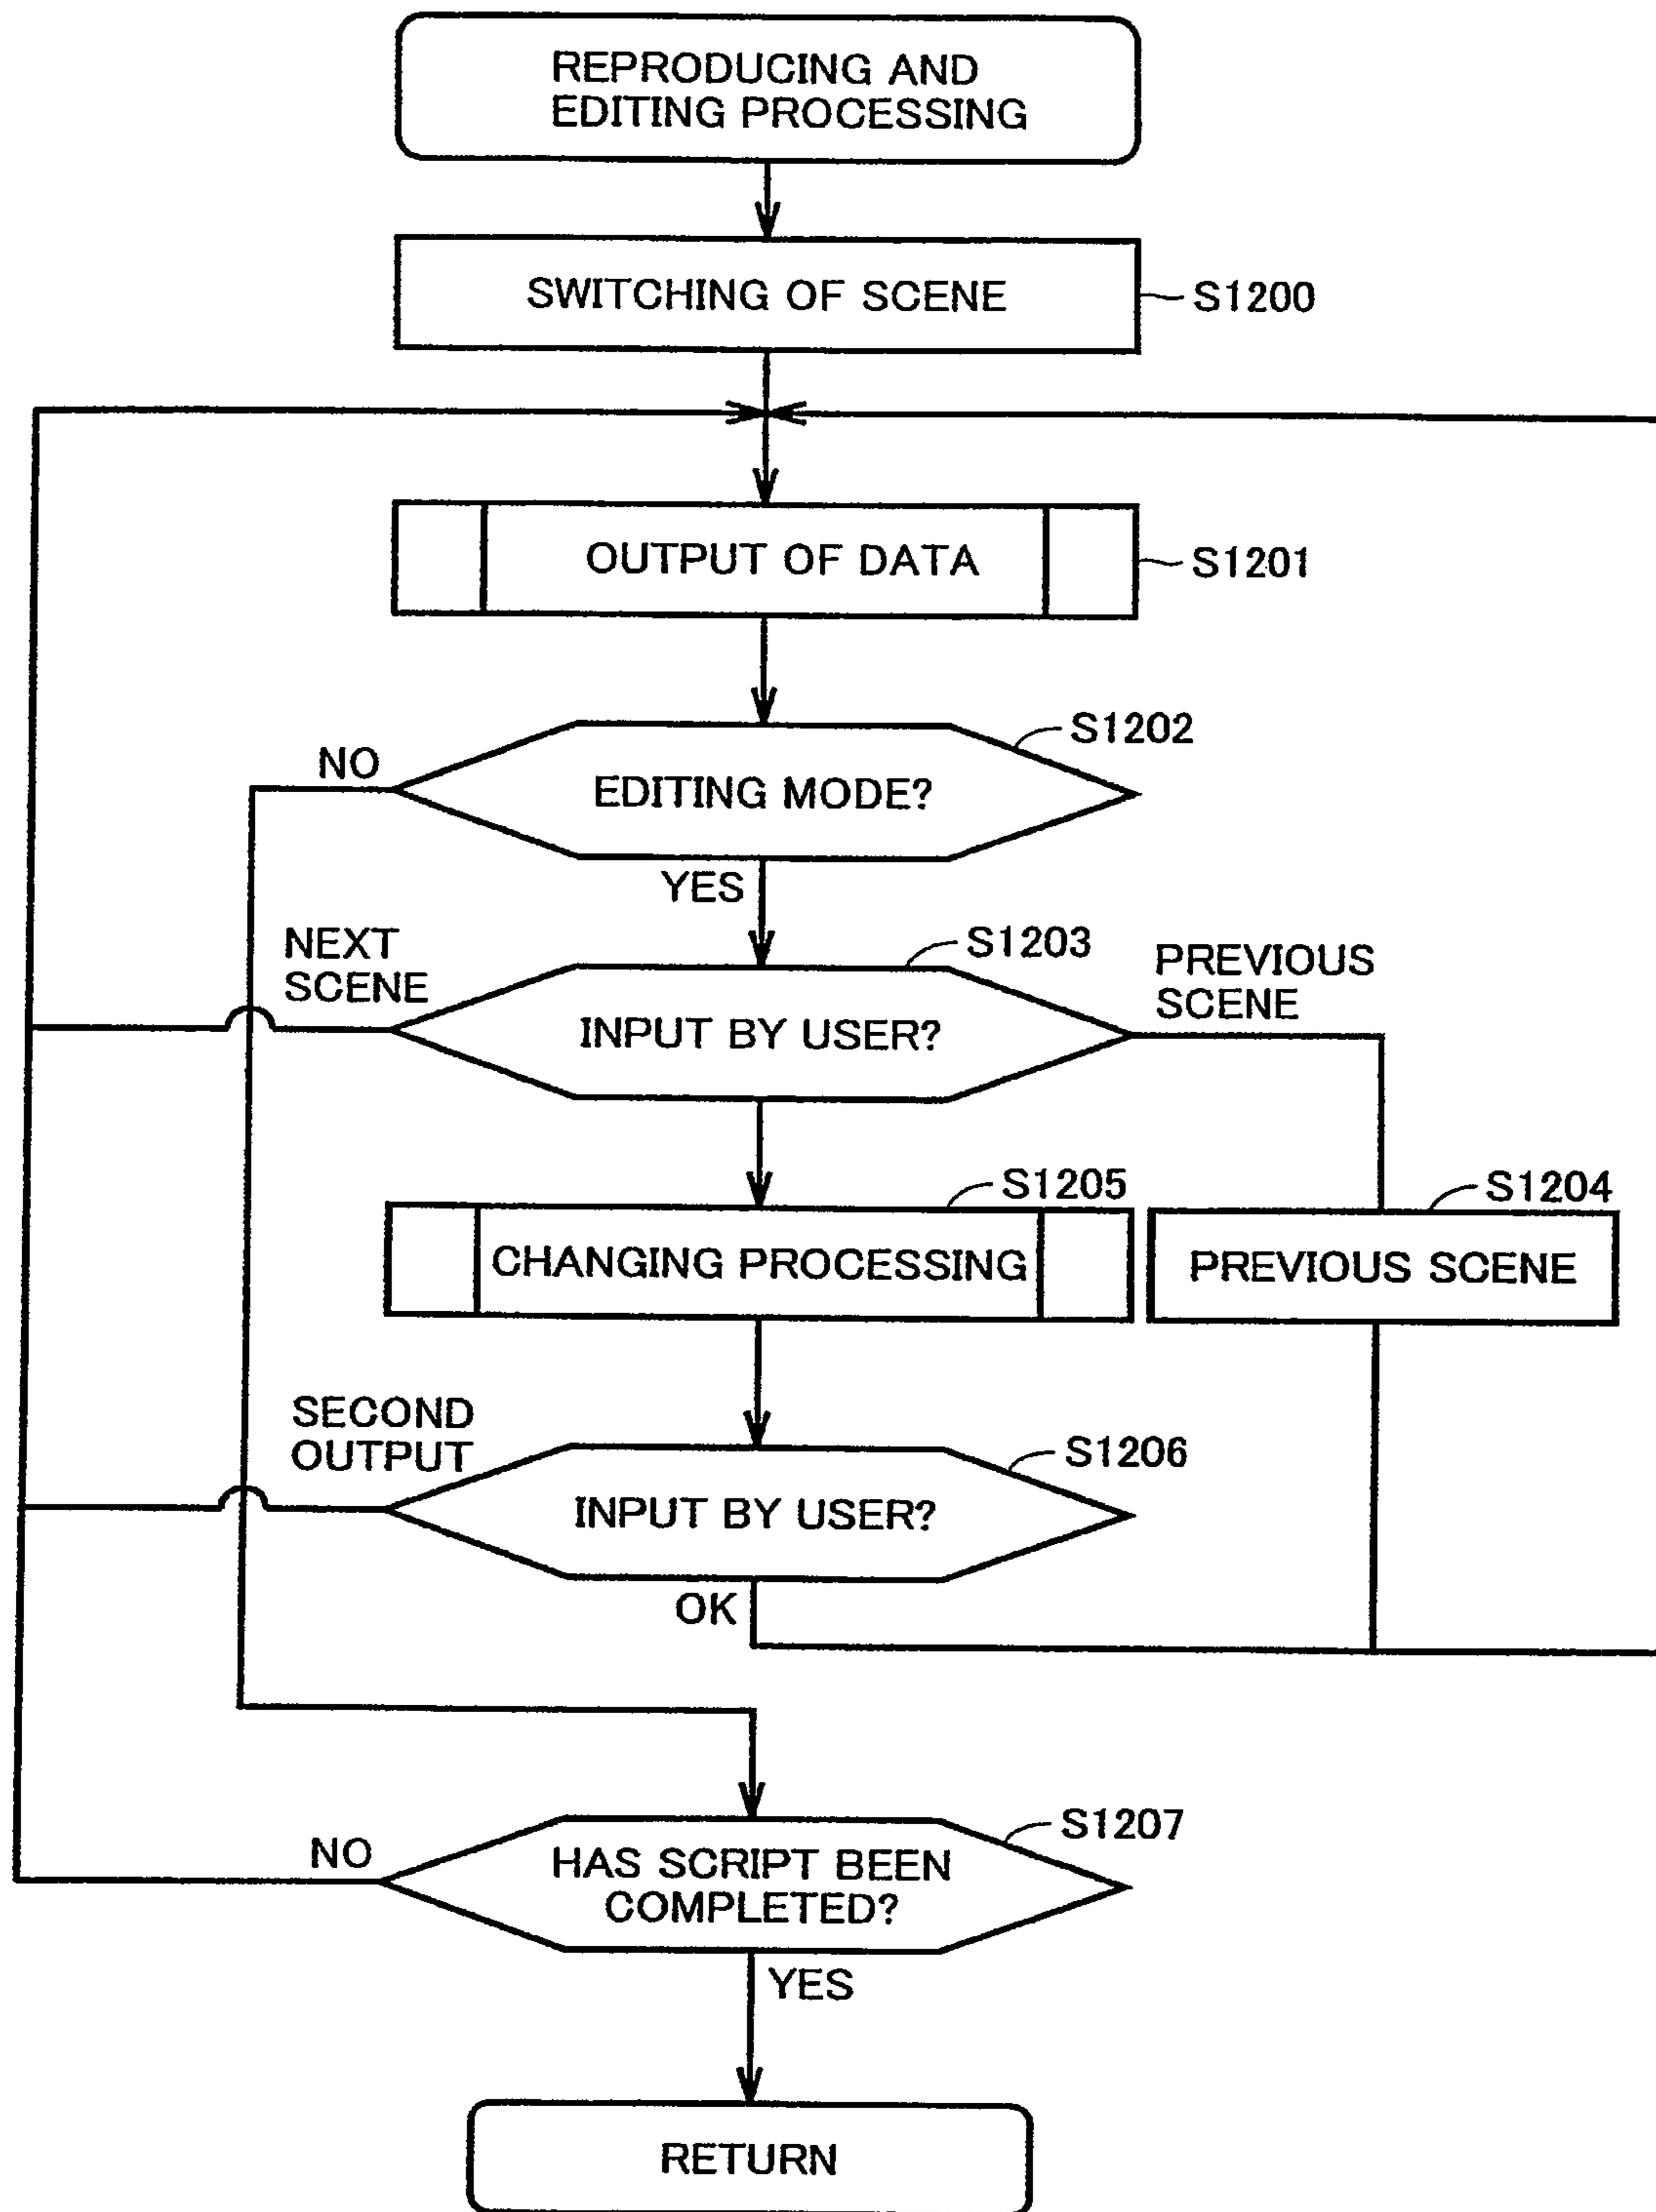 REPRODUCING AND
EDITING PROCESSING
SWITCHING OF SCENE
S1200
OUTPUT OF DATA
S1201
S1202
NO
EDITING MODE?
YES
NEXT
SCENE
S1203
PREVIOUS
SCENE
INPUT BY USER?
S1205
S1204
CHANGING PROCESSING
PREVIOUS SCENE
SECOND
OUTPUT
S1206
INPUT BY USER?
OK
S1207
NO
HAS SCRIPT BEEN
COMPLETED?
YES
RETURN